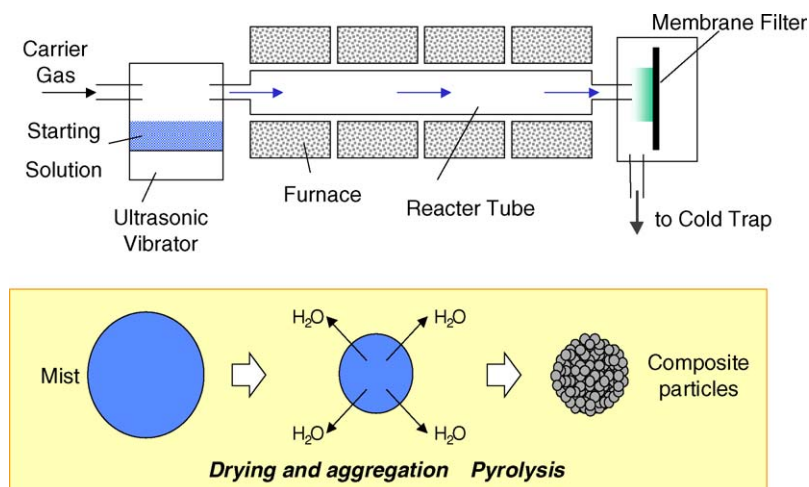 Membrane Filter
Carrier
Gas
Starting
Solution
Ultrasonic
Vibrator
Furnace
Reacter Tube
to Cold Trap
H₂O
H₂O
Mist
Composite
particles
H₂O
H₂O
Drying and aggregation Pyrolysis